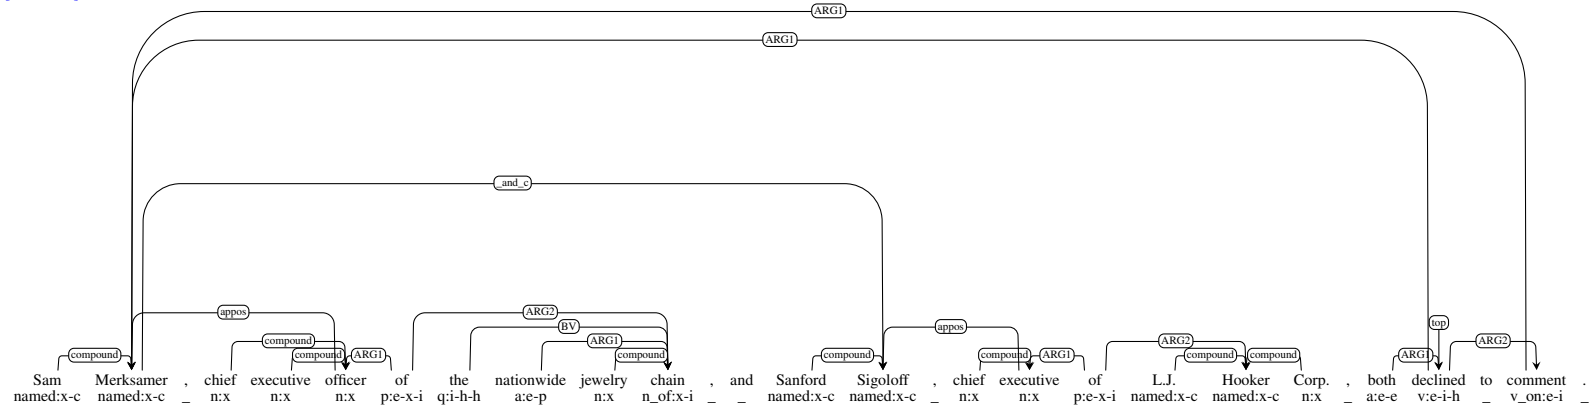 ARG1
ARG1
_and_c
appos ARG2
BV appos top
compound ARG1 ARG2 ARG2
compound compound ARG1 compound compound compound ARG1 compound compound ARG1
Sam Merksamer , chief executive officer of the nationwide jewelry chain , and Sanford Sigoloff , chief executive of L.J. Hooker Corp. , both declined to comment .
named:x-c named:x-c _ n:x n:x n:x p:e-x-i q:i-h-h a:e-p n:x n_of:x-i _ _ named:x-c named:x-c _ n:x n:x p:e-x-i named:x-c named:x-c n:x _ a:e-e v:e-i-h _ v_on:e-i _